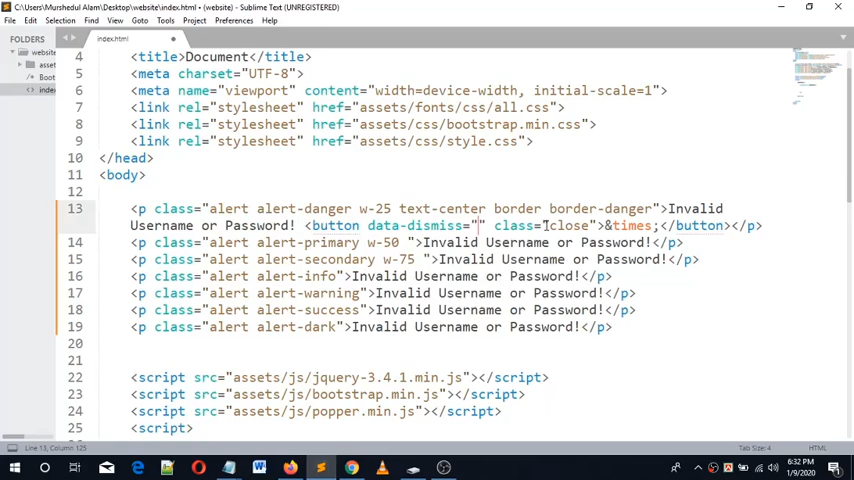 C:\Users\Murshedul Alam\Desktop\website\index.html • (website) - Sublime Text (UNREGISTERED)
File Edit Selection Find View Goto Tools Project Preferences Help
FOLDERS
website
asset
Boot
index
index.html
4 <title>Document</title>
5 <meta charset="UTF-8">
6 <meta name="viewport" content="width=device-width, initial-scale=1">
7 <link rel="stylesheet" href="assets/fonts/css/all.css">
8 <link rel="stylesheet" href="assets/css/bootstrap.min.css">
9 <link rel="stylesheet" href="assets/css/style.css">
10 </head>
11 <body>
12
13 <p class="alert alert-danger w-25 text-center border border-danger">Invalid
Username or Password! <button data-dismiss="" class="close">&times;</button></p>
14 <p class="alert alert-primary w-50 ">Invalid Username or Password!</p>
15 <p class="alert alert-secondary w-75 ">Invalid Username or Password!</p>
16 <p class="alert alert-info">Invalid Username or Password!</p>
17 <p class="alert alert-warning">Invalid Username or Password!</p>
18 <p class="alert alert-success">Invalid Username or Password!</p>
19 <p class="alert alert-dark">Invalid Username or Password!</p>
20
21
22 <script src="assets/js/jquery-3.4.1.min.js"></script>
23 <script src="assets/js/bootstrap.min.js"></script>
24 <script src="assets/js/popper.min.js"></script>
25 <script>
Line 13, Column 125
Tab Size: 4
HTML
6:32 PM
1/9/2020